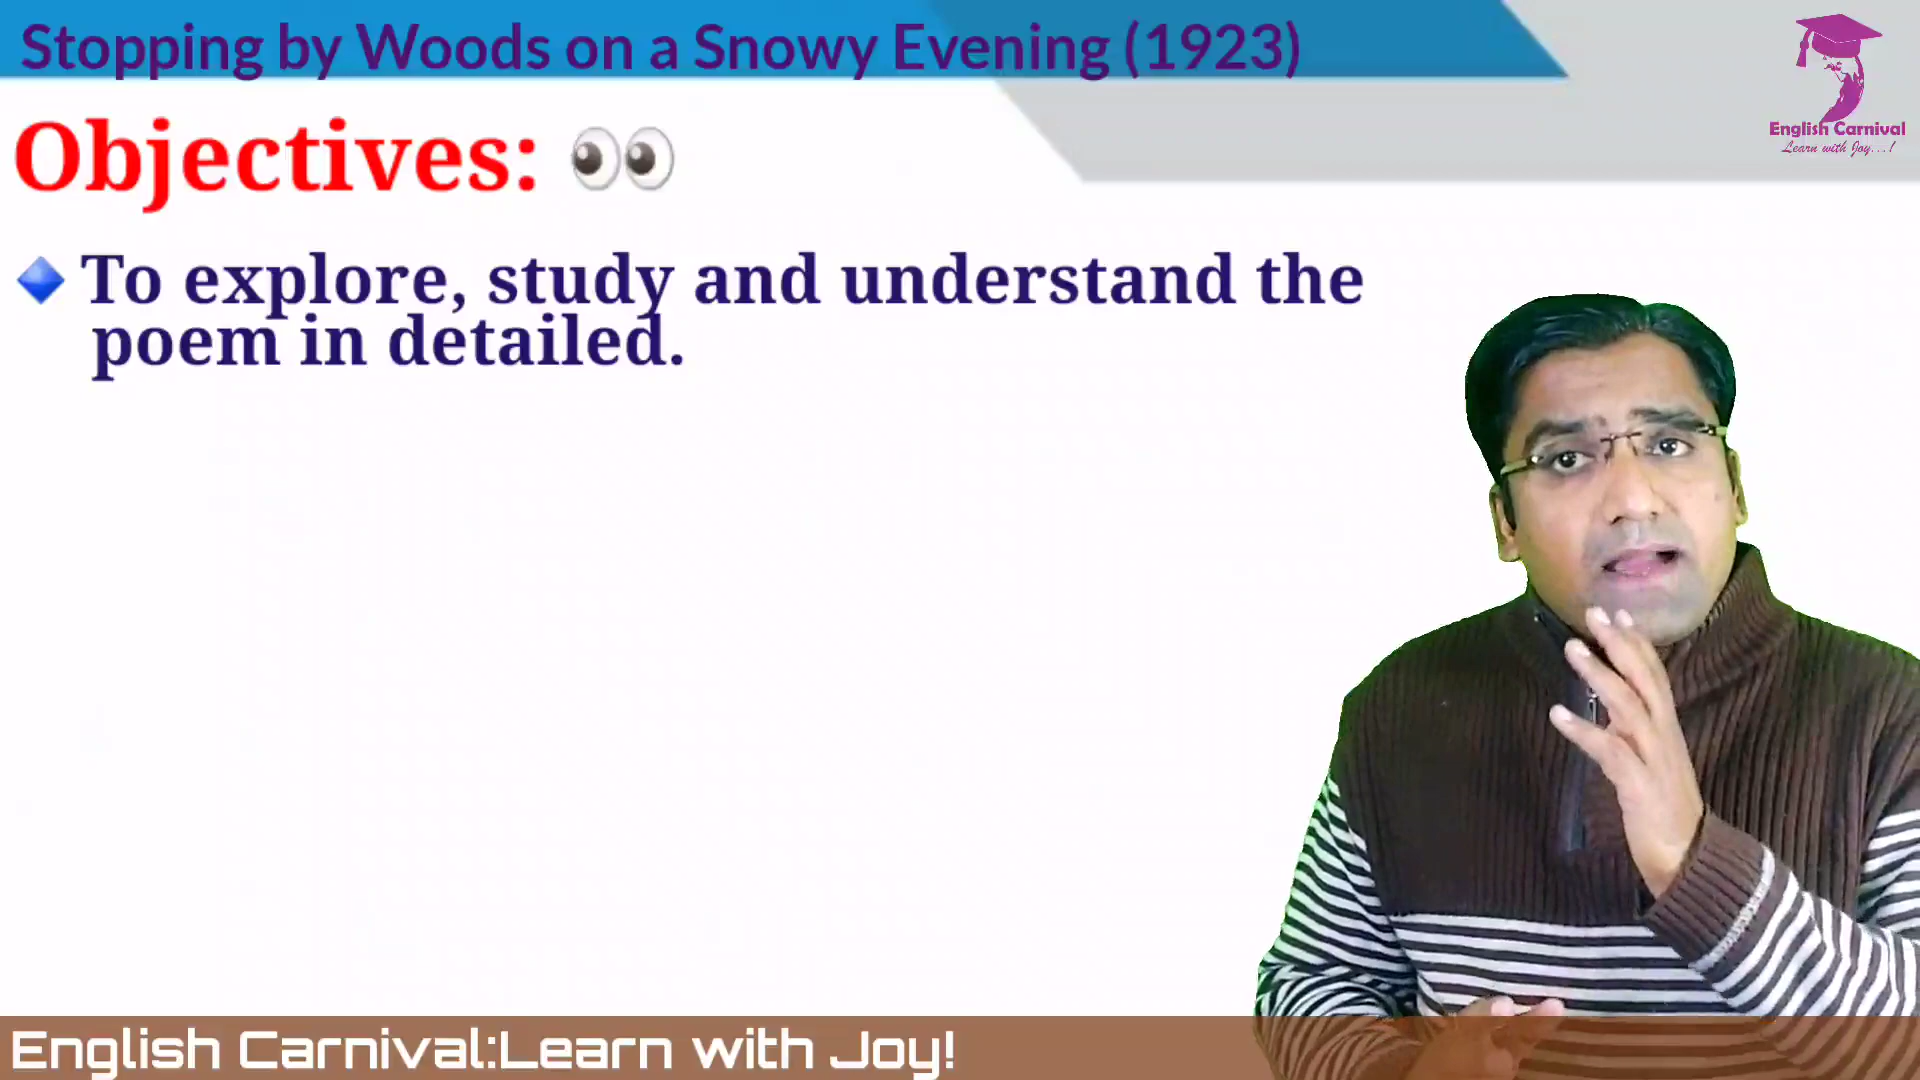 Stopping by Woods on a Snowy Evening (1923)
English Carnival
Learn with Joy...!
Objectives: 👀
🔹 To explore, study and understand the
poem in detailed.
English Carnival:Learn with Joy!